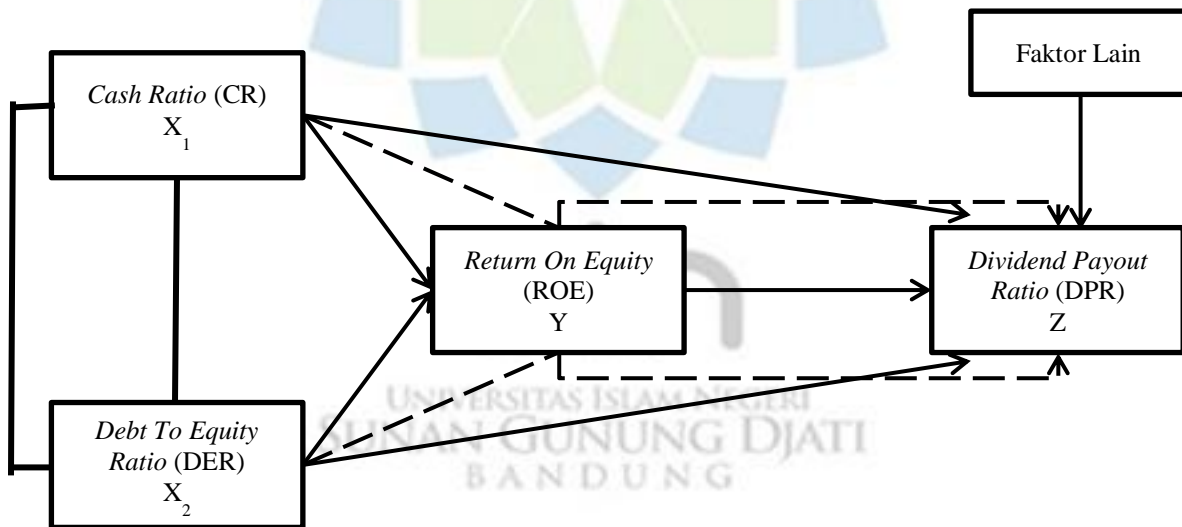 Cash Ratio (CR)
X₁
Faktor Lain
Return On Equity
(ROE)
Y
Dividend Payout
Ratio (DPR)
Z
Debt To Equity
Ratio (DER)
X₂
UNIVERSITAS ISLAM NEGERI
SUNAN GUNUNG DJATI
BANDUNG